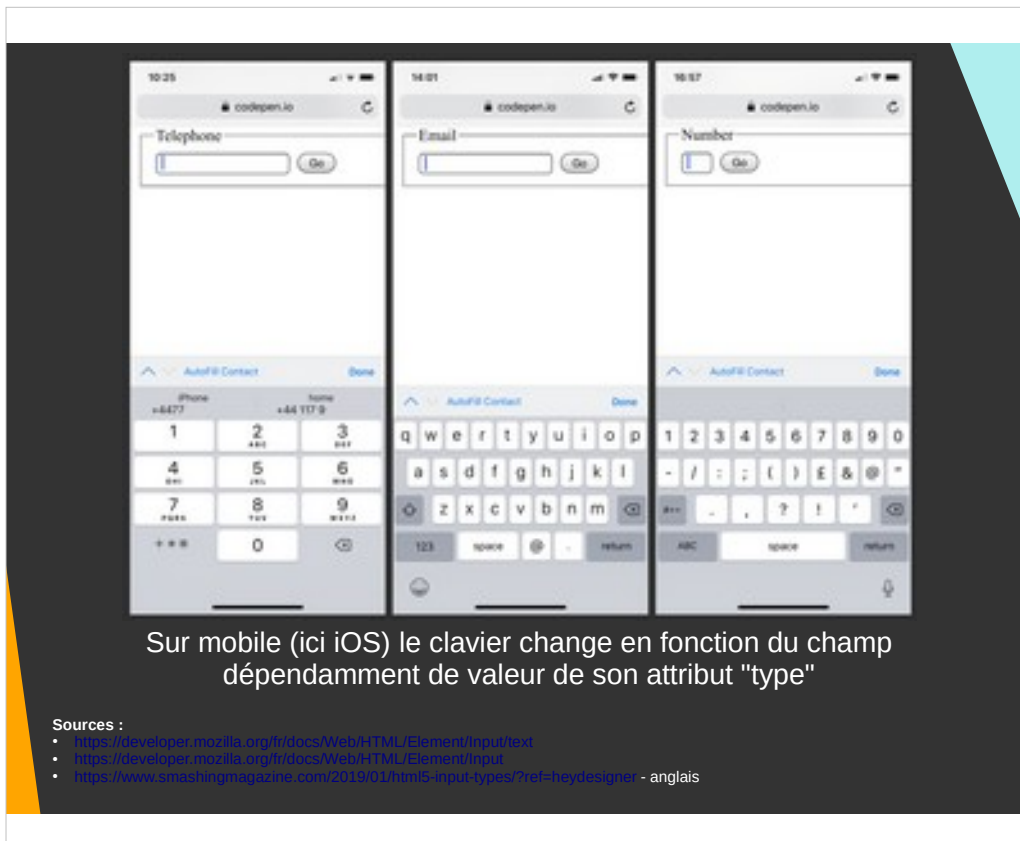 10:25
codepen.io
Telephone
Go
AutoFill Contact Done
iPhone
+4477
home
+44 117 9
1 2 3
ABC DEF
4 5 6
GHI JKL MNO
7 8 9
PQRS TUV WXYZ
+ * #
0
14:01
codepen.io
Email
Go
AutoFill Contact Done
q w e r t y u i o p
a s d f g h j k l
z x c v b n m
123 space @ . return
16:57
codepen.io
Number
Go
AutoFill Contact Done
1 2 3 4 5 6 7 8 9 0
- / : ; ( ) £ & @ "
#+= . , ? ! '
ABC space return
Sur mobile (ici iOS) le clavier change en fonction du champ
dépendamment de valeur de son attribut "type"
Sources :
• https://developer.mozilla.org/fr/docs/Web/HTML/Element/Input/text
• https://developer.mozilla.org/fr/docs/Web/HTML/Element/Input
• https://www.smashingmagazine.com/2019/01/html5-input-types/?ref=heydesigner - anglais